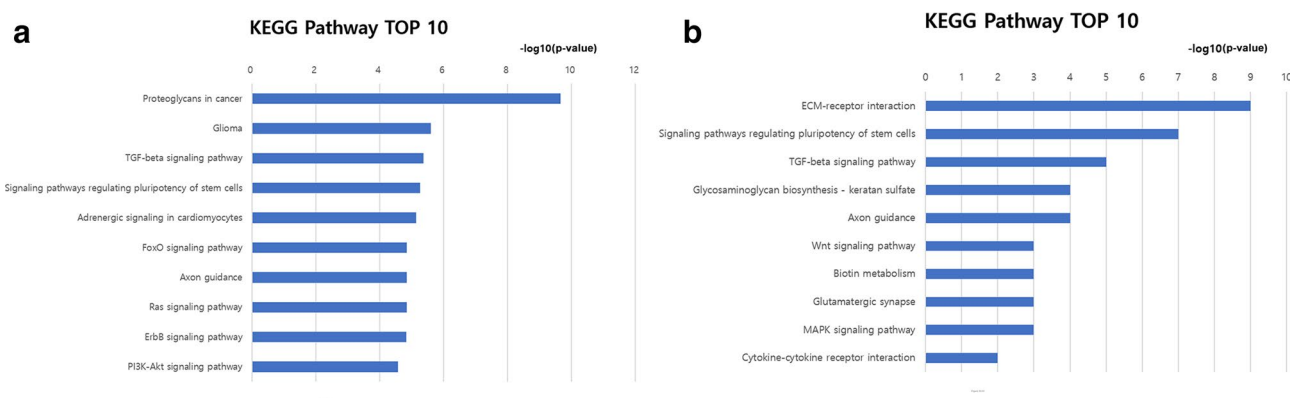 a
KEGG Pathway TOP 10
-log10(p-value)
0 2 4 6 8 10 12
Proteoglycans in cancer
Glioma
TGF-beta signaling pathway
Signaling pathways regulating pluripotency of stem cells
Adrenergic signaling in cardiomyocytes
FoxO signaling pathway
Axon guidance
Ras signaling pathway
ErbB signaling pathway
PI3K-Akt signaling pathway
b
KEGG Pathway TOP 10
-log10(p-value)
0 1 2 3 4 5 6 7 8 9 10
ECM-receptor interaction
Signaling pathways regulating pluripotency of stem cells
TGF-beta signaling pathway
Glycosaminoglycan biosynthesis - keratan sulfate
Axon guidance
Wnt signaling pathway
Biotin metabolism
Glutamatergic synapse
MAPK signaling pathway
Cytokine-cytokine receptor interaction